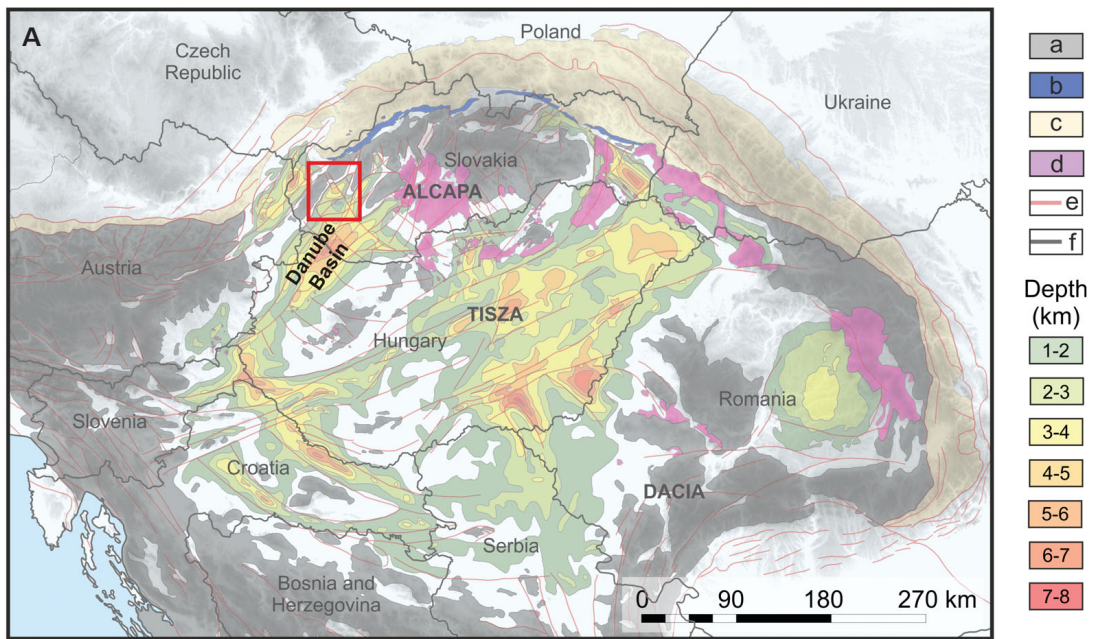 A
Poland
Czech
Republic
Ukraine
Slovakia
ALCAPA
Danube
Basin
Austria
TISZA
Hungary
Romania
Slovenia
Croatia
DACIA
Serbia
Bosnia and
Herzegovina
0 90 180 270 km
a
b
c
d
e
f
Depth
(km)
1-2
2-3
3-4
4-5
5-6
6-7
7-8